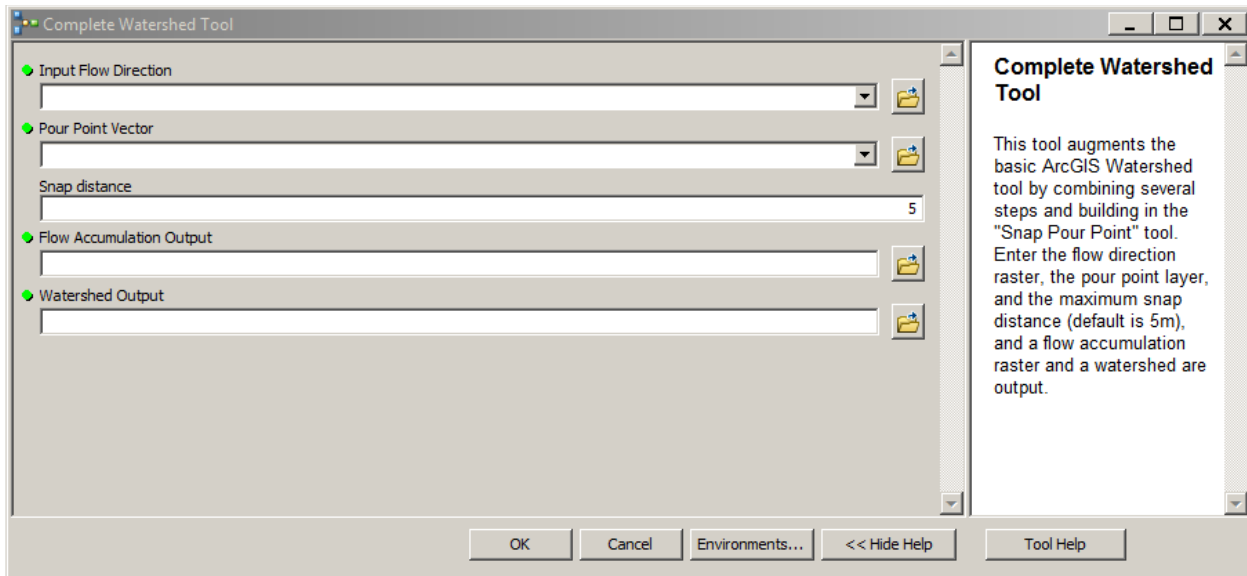 Complete Watershed Tool
Input Flow Direction
Pour Point Vector
Snap distance
5
Flow Accumulation Output
Watershed Output
Complete Watershed
Tool
This tool augments the
basic ArcGIS Watershed
tool by combining several
steps and building in the
"Snap Pour Point" tool.
Enter the flow direction
raster, the pour point layer,
and the maximum snap
distance (default is 5m),
and a flow accumulation
raster and a watershed are
output.
OK Cancel Environments... << Hide Help Tool Help